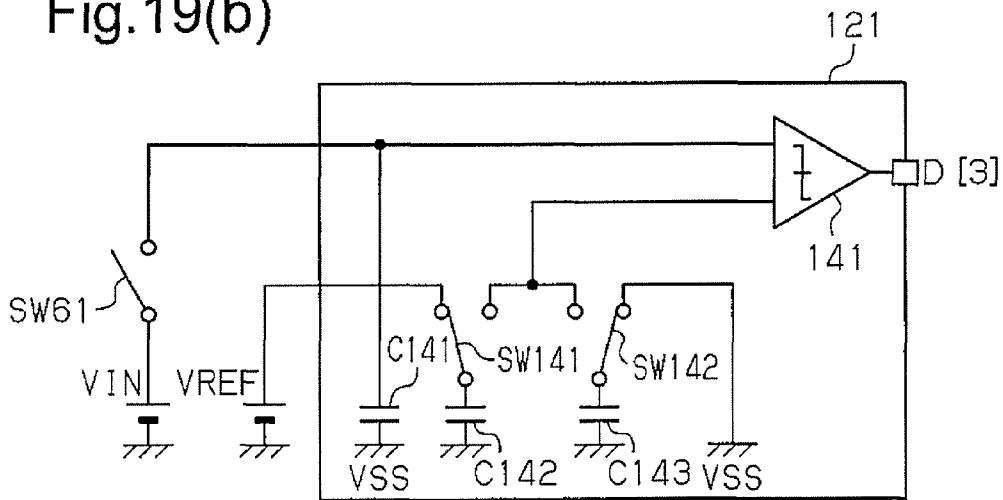 Fig.19(b)
121
D [3]
141
SW61
C141
SW141
SW142
VIN
VREF
VSS
C142
C143
VSS